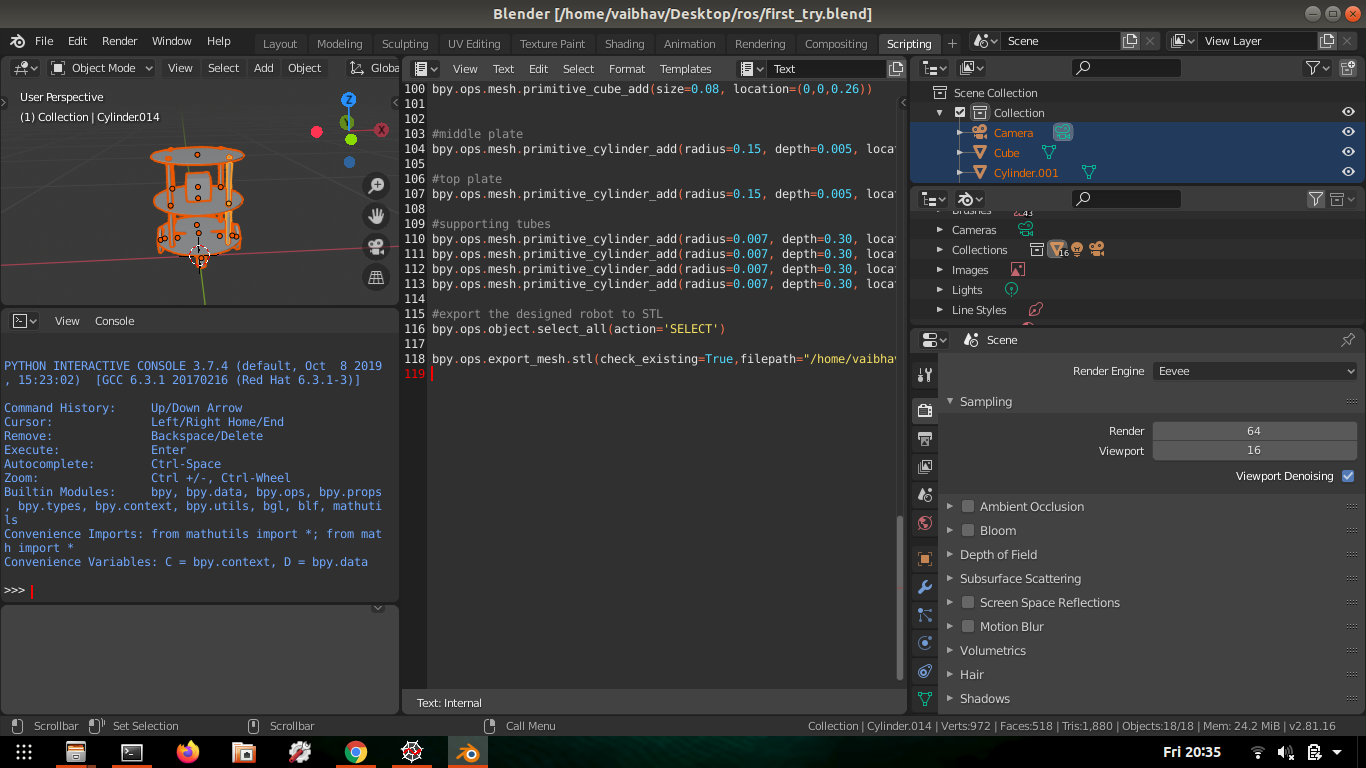 Blender [/home/vaibhav/Desktop/ros/first_try.blend]
File Edit Render Window Help
Layout Modeling Sculpting UV Editing Texture Paint Shading Animation Rendering Compositing Scripting
Scene
View Layer
Object Mode View Select Add Object Globa
User Perspective
(1) Collection | Cylinder.014
Z
Y
X
View Console
PYTHON INTERACTIVE CONSOLE 3.7.4 (default, Oct  8 2019
, 15:23:02)  [GCC 6.3.1 20170216 (Red Hat 6.3.1-3)]
Command History:     Up/Down Arrow
Cursor:              Left/Right Home/End
Remove:              Backspace/Delete
Execute:             Enter
Autocomplete:        Ctrl-Space
Zoom:                Ctrl +/-, Ctrl-Wheel
Builtin Modules:     bpy, bpy.data, bpy.ops, bpy.props
, bpy.types, bpy.context, bpy.utils, bgl, blf, mathuti
ls
Convenience Imports: from mathutils import *; from mat
h import *
Convenience Variables: C = bpy.context, D = bpy.data
>>>
View Text Edit Select Format Templates Text
100 bpy.ops.mesh.primitive_cube_add(size=0.08, location=(0,0,0.26))
101
102
103 #middle plate
104 bpy.ops.mesh.primitive_cylinder_add(radius=0.15, depth=0.005, locat
105
106 #top plate
107 bpy.ops.mesh.primitive_cylinder_add(radius=0.15, depth=0.005, locat
108
109 #supporting tubes
110 bpy.ops.mesh.primitive_cylinder_add(radius=0.007, depth=0.30, locat
111 bpy.ops.mesh.primitive_cylinder_add(radius=0.007, depth=0.30, locat
112 bpy.ops.mesh.primitive_cylinder_add(radius=0.007, depth=0.30, locat
113 bpy.ops.mesh.primitive_cylinder_add(radius=0.007, depth=0.30, locat
114
115 #export the designed robot to STL
116 bpy.ops.object.select_all(action='SELECT')
117
118 bpy.ops.export_mesh.stl(check_existing=True,filepath="/home/vaibhav
119
Text: Internal
Scene Collection
Collection
Camera
Cube
Cylinder.001
Brushes 43
Cameras
Collections 16
Images
Lights
Line Styles
Scene
Render Engine Eevee
Sampling
Render 64
Viewport 16
Viewport Denoising
Ambient Occlusion
Bloom
Depth of Field
Subsurface Scattering
Screen Space Reflections
Motion Blur
Volumetrics
Hair
Shadows
Scrollbar Set Selection Scrollbar Call Menu
Collection | Cylinder.014 | Verts:972 | Faces:518 | Tris:1,880 | Objects:18/18 | Mem: 24.2 MiB | v2.81.16
Fri 20:35